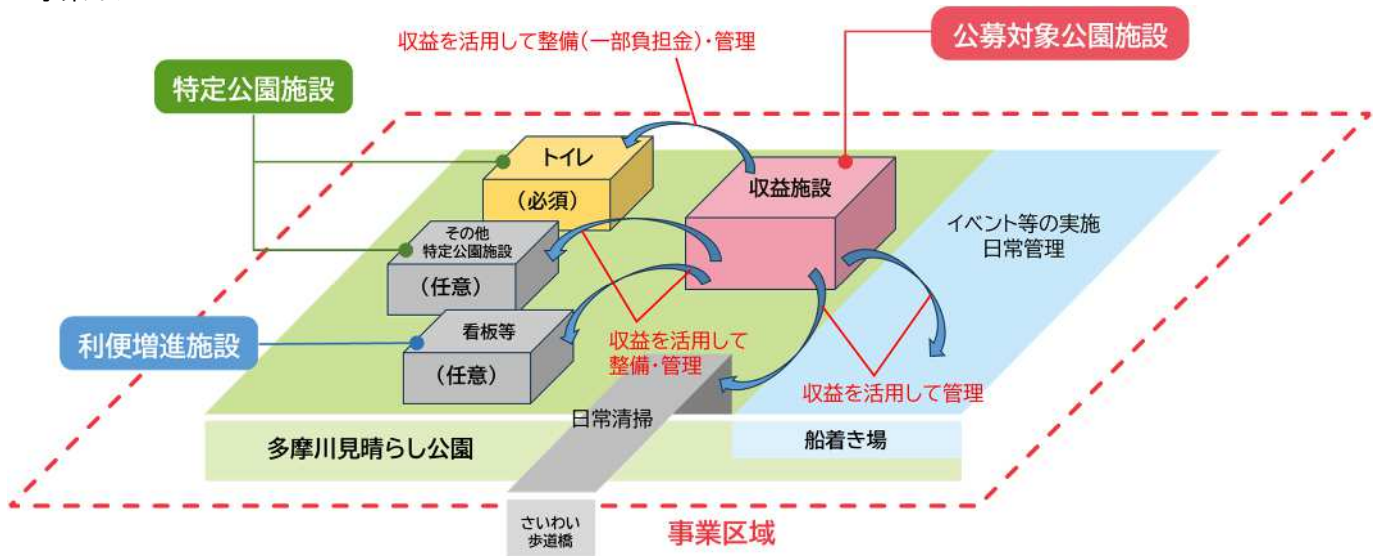 収益を活用して整備(一部負担金)・管理
公募対象公園施設
特定公園施設
トイレ
(必須)
収益施設
イベント等の実施
日常管理
その他
特定公園施設
(任意)
利便増進施設
看板等
(任意)
収益を活用して
整備・管理
収益を活用して管理
日常清掃
多摩川見晴らし公園
船着き場
さいわい
歩道橋
事業区域